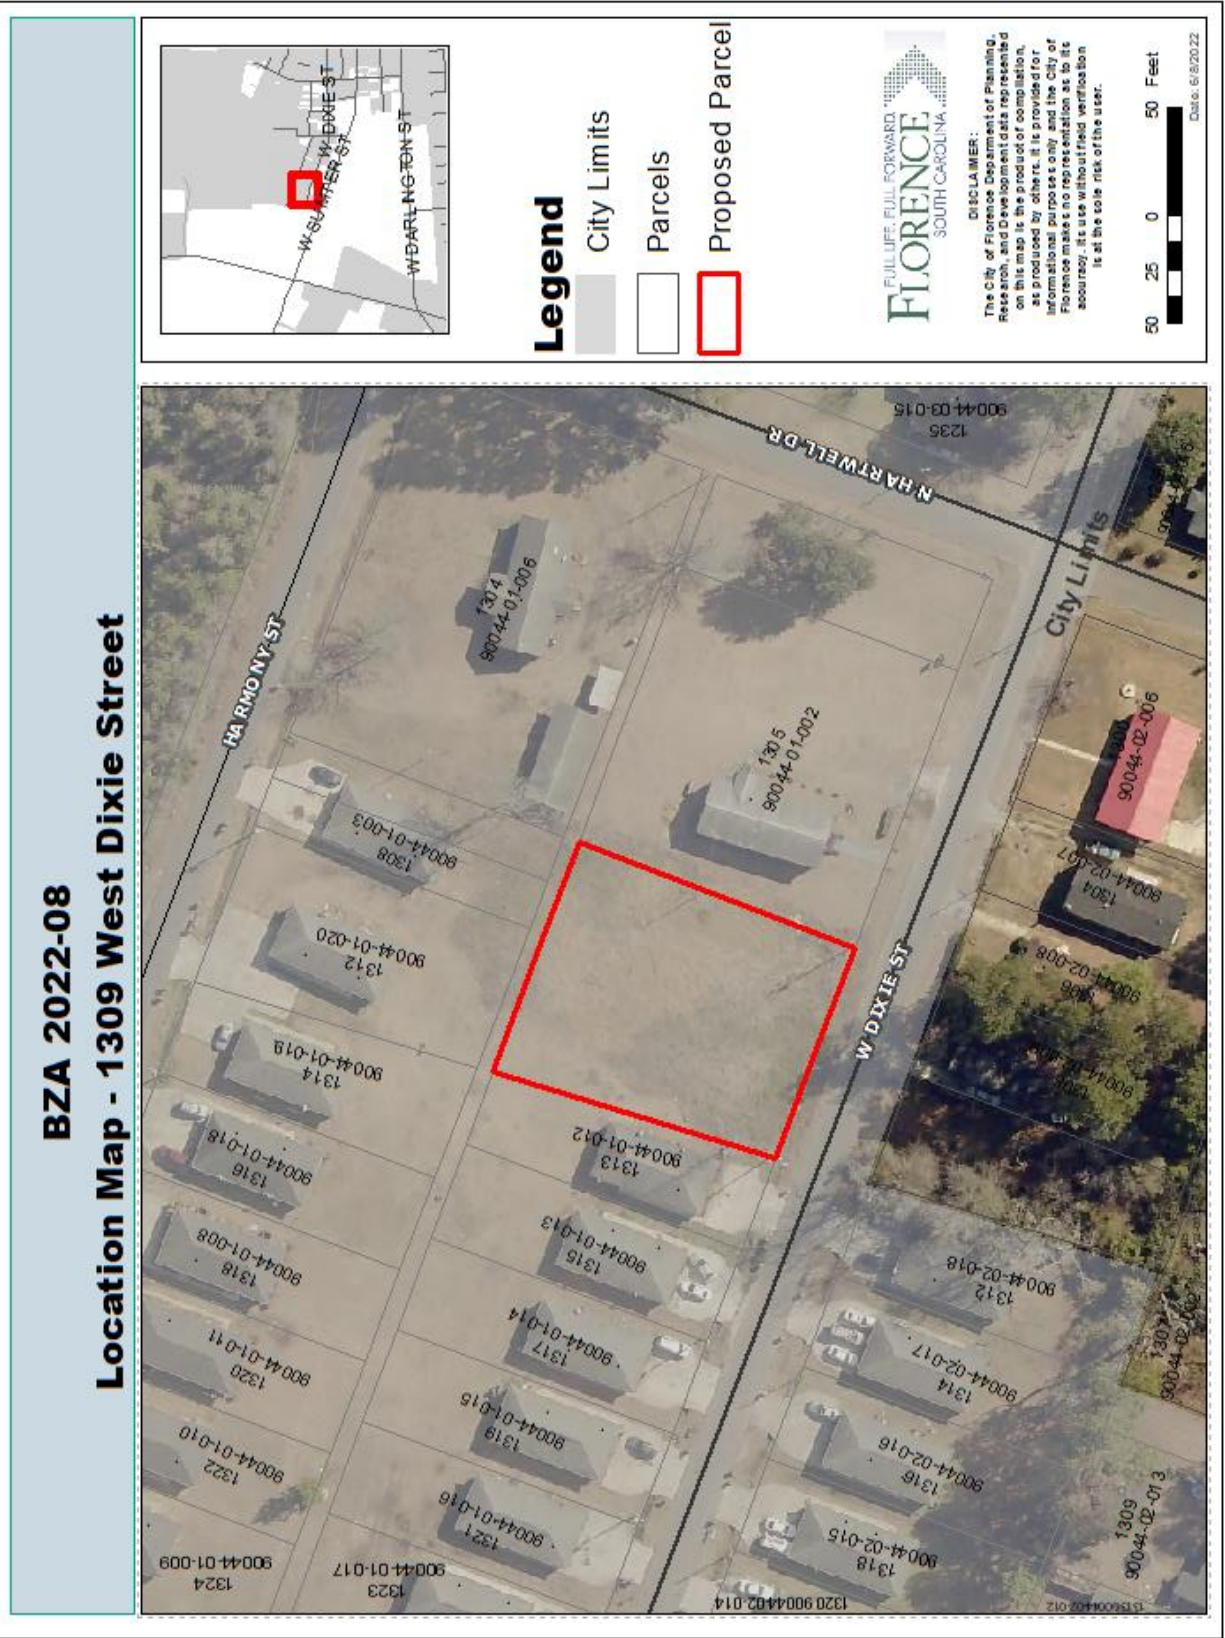 BZA 2022-08
Location Map - 1309 West Dixie Street
HARMONY ST
N HARTWELL DR
W DIXIE ST
City Limits
1324
90044-01-009
1322
90044-01-010
1320
90044-01-011
1318
90044-01-008
1316
90044-01-018
1314
90044-01-019
1312
90044-01-020
1308
90044-01-003
1304
90044-01-006
1323
90044-01-017
1321
90044-01-016
1319
90044-01-015
1317
90044-01-014
1315
90044-01-013
1313
90044-01-012
1305
90044-01-002
1235
90044-03-015
1320 90044-02-014
1318
90044-02-015
1316
90044-02-016
1314
90044-02-017
1312
90044-02-018
90044-02-008
1304
90044-02-007
1300
90044-02-006
1309
90044-02-013
W SUMTER ST
W DIXIE ST
W DARLINGTON ST
Legend
City Limits
Parcels
Proposed Parcel
FULL LIFE. FULL FORWARD.
FLORENCE
SOUTH CAROLINA
DISCLAIMER:
The City of Florence Deparment of Planning,
Research, and Development data represented
on this map is the product of compilation,
as produced by others. It is provided for
informational purposes only and the City of
Florence makes no representation as to its
accuracy. Its use without field verification
is at the sole risk of the user.
50 25 0 50 Feet
Date: 6/8/2022